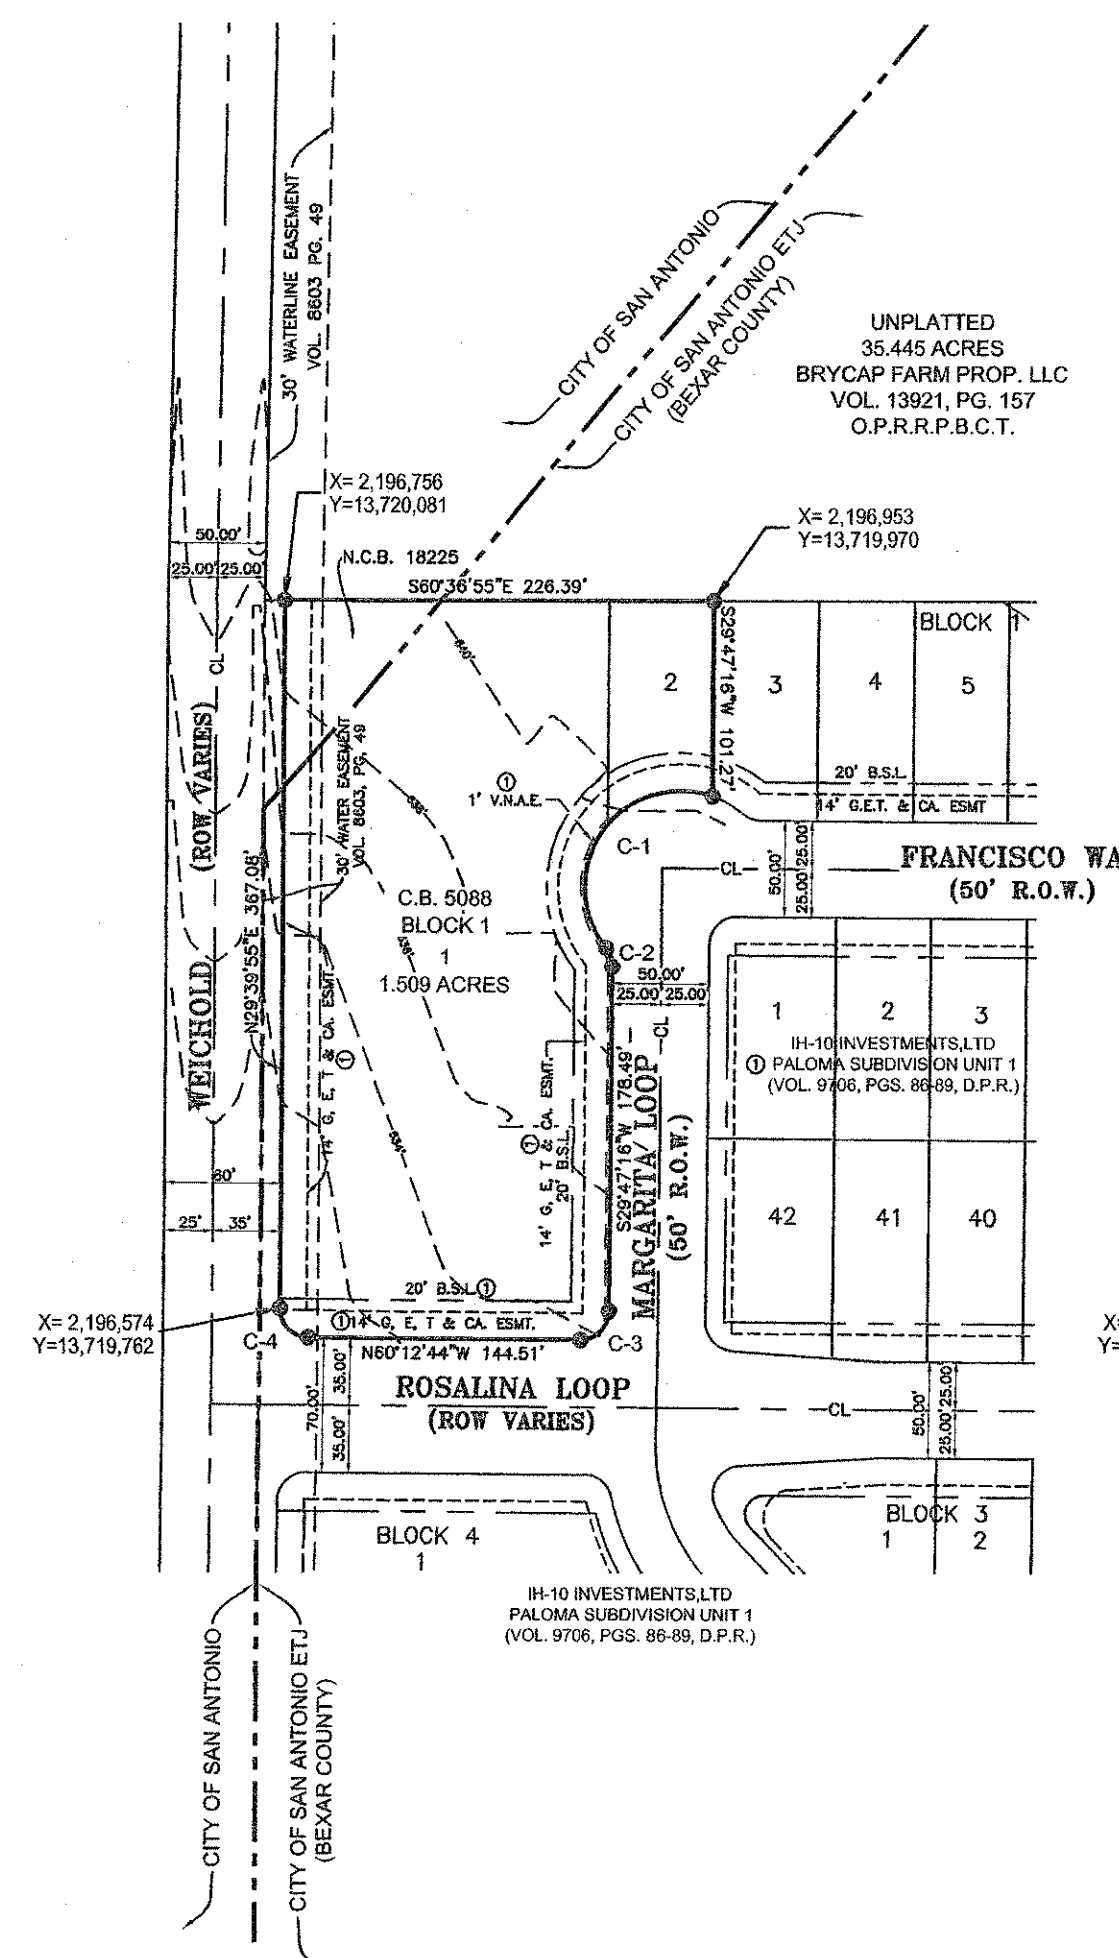 30' WATERLINE EASEMENT
VOL. 8603 PG. 49
CITY OF SAN ANTONIO
CITY OF SAN ANTONIO ETJ
(BEXAR COUNTY)
UNPLATTED
35.445 ACRES
BRYCAP FARM PROP. LLC
VOL. 13921, PG. 157
O.P.R.R.P.B.C.T.
X= 2,196,756
Y=13,720,081
X= 2,196,953
Y=13,719,970
50.00'
25.00' 25.00'
N.C.B. 18225
S60°36'55"E 226.39'
BLOCK 1
CL
640'
2
S29°47'16"W 101.27'
3
4
5
(ROW VARIES)
WEICHOLD
30' WATER EASEMENT
VOL 8603, PG, 49
638'
①
1' V.N.A.E.
20' B.S.L.
14' G.E.T. & CA. ESMT
C-1
CL
50.00'
25.00' 25.00'
FRANCISCO WA
(50' R.O.W.)
N29°39'55"E 367.08'
C.B. 5088
BLOCK 1
1
1.509 ACRES
636'
C-2
50.00'
25.00' 25.00'
CL
1
2
3
IH-10 INVESTMENTS,LTD
① PALOMA SUBDIVISION UNIT 1
(VOL. 9706, PGS. 86-89, D.P.R.)
14' G, E, T & CA. ESMT.
①
634'
14' G, E, T & CA. ESMT.
①
20' B.S.L.
S29°47'16"W 178.49'
MARGARITA LOOP
(50' R.O.W.)
60'
25' 35'
42
41
40
20' B.S.L ①
①14' G, E, T & CA. ESMT.
X= 2,196,574
Y=13,719,762
C-4
C-3
N60°12'44"W 144.51'
X=
Y=
70.00'
35.00'
35.00'
ROSALINA LOOP
(ROW VARIES)
CL
50.00'
25.00' 25.00'
BLOCK 4
1
BLOCK 3
1 2
IH-10 INVESTMENTS,LTD
PALOMA SUBDIVISION UNIT 1
(VOL. 9706, PGS. 86-89, D.P.R.)
CITY OF SAN ANTONIO
CITY OF SAN ANTONIO ETJ
(BEXAR COUNTY)